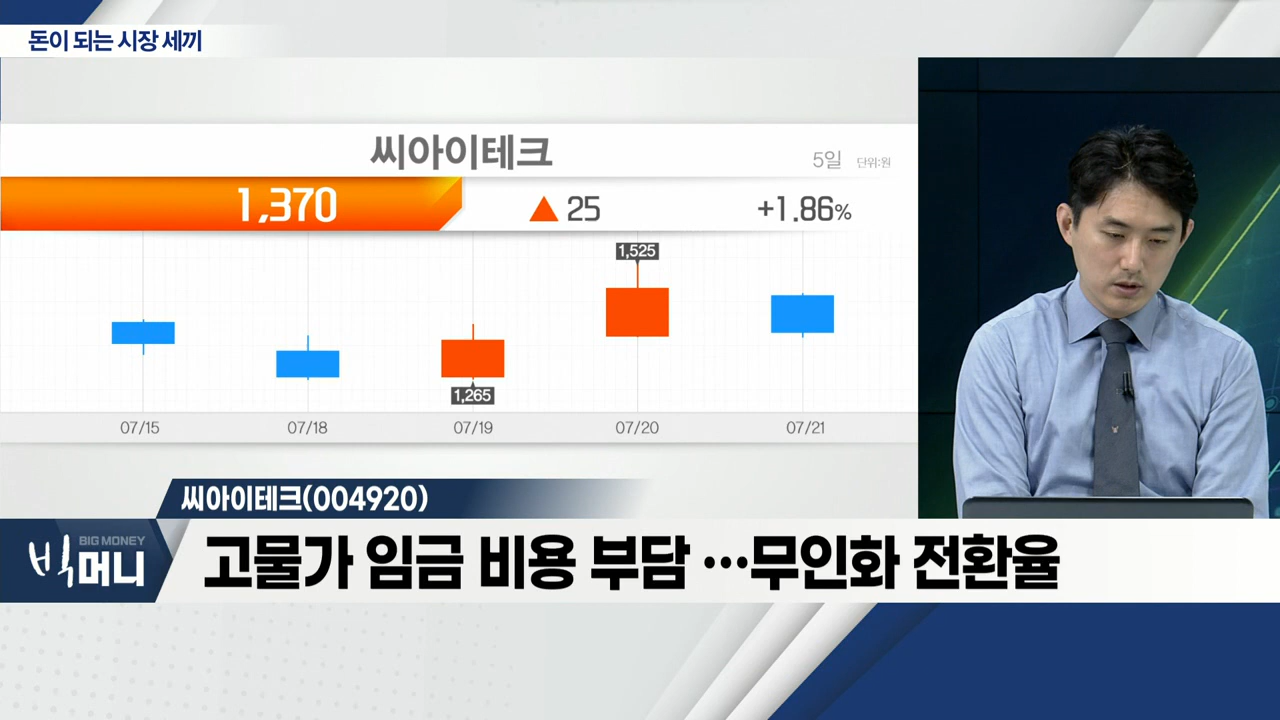 돈이 되는 시장 세끼
씨아이테크
5일 단위:원
1,370 ▲ 25 +1.86%
1,525
1,265
07/15 07/18 07/19 07/20 07/21
씨아이테크(004920)
BIG MONEY
빅머니
고물가 임금 비용 부담 …무인화 전환율